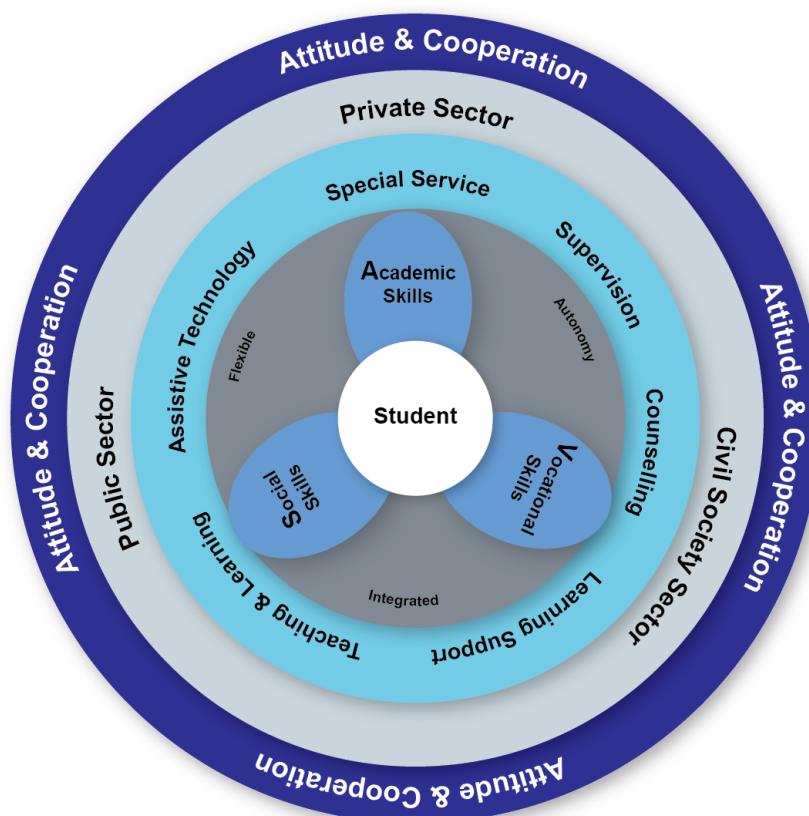 Attitude & Cooperation
Private Sector
Special Service
Supervision
Assistive Technology
Academic
Skills
Flexible
Autonomy
Attitude & Cooperation
Attitude & Cooperation
Student
Public Sector
Counselling
Civil Society Sector
Social
Skills
Vocational
Skills
Teaching & Learning
Integrated
Learning Support
Attitude & Cooperation